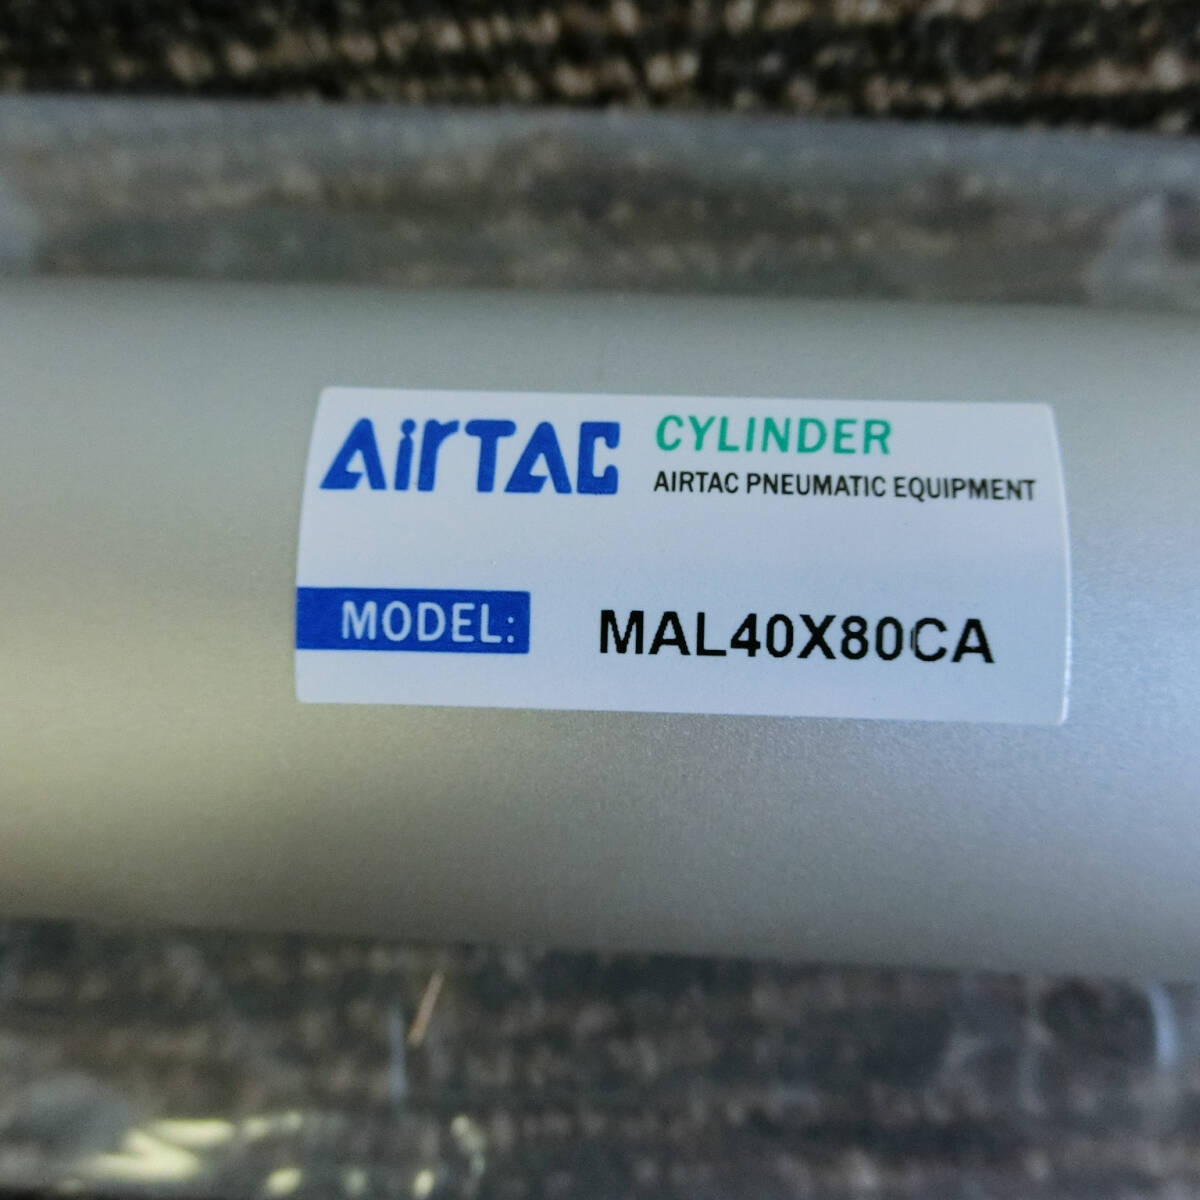 AirTAC CYLINDER
AIRTAC PNEUMATIC EQUIPMENT
MODEL: MAL40X80CA